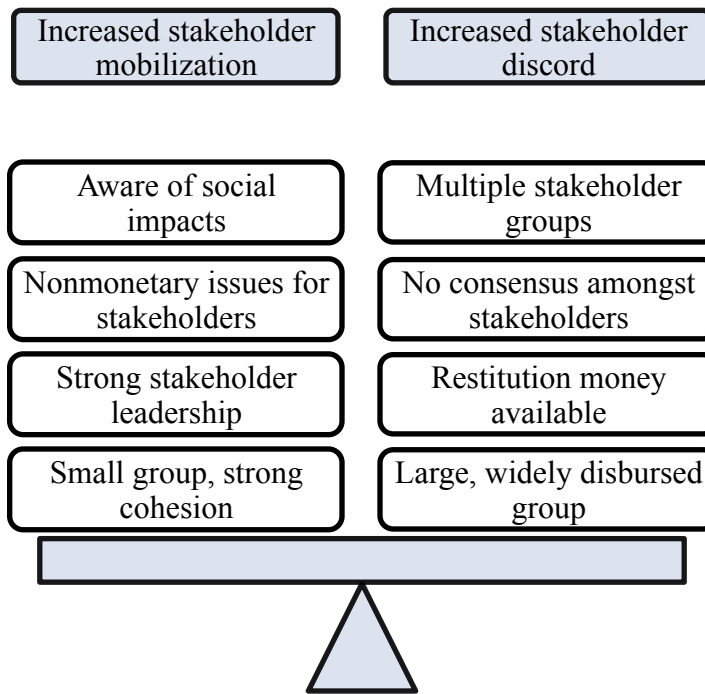 Increased stakeholder
mobilization
Increased stakeholder
discord
Aware of social
impacts
Multiple stakeholder
groups
Nonmonetary issues for
stakeholders
No consensus amongst
stakeholders
Strong stakeholder
leadership
Restitution money
available
Small group, strong
cohesion
Large, widely disbursed
group